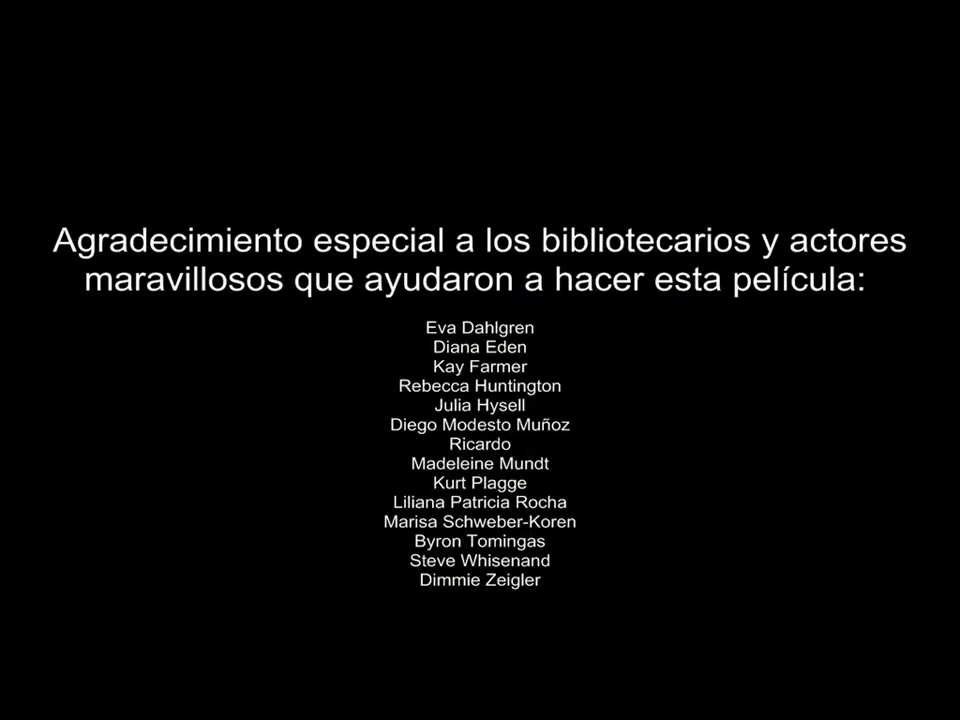 Agradecimiento especial a los bibliotecarios y actores
maravillosos que ayudaron a hacer esta película:
Eva Dahlgren
Diana Eden
Kay Farmer
Rebecca Huntington
Julia Hysell
Diego Modesto Muñoz
Ricardo
Madeleine Mundt
Kurt Plagge
Liliana Patricia Rocha
Marisa Schweber-Koren
Byron Tomingas
Steve Whisenand
Dimmie Zeigler